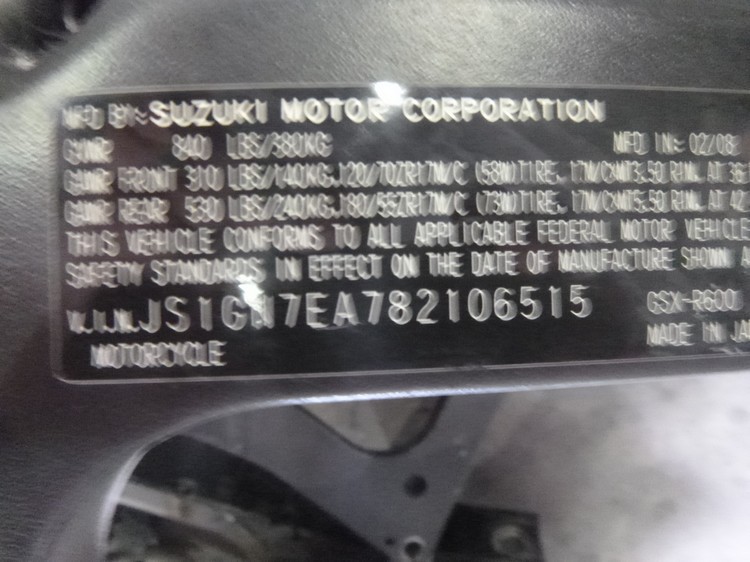 MFD BY: SUZUKI MOTOR CORPORATION
GVWR 840 LBS/380KG MFD IN: 02/08
GAWR FRONT 310 LBS/140KG,120/70ZR17M/C (58W)TIRE, 17M/CXMT3.50 RIM, AT 36
GAWR REAR 530 LBS/240KG,180/55ZR17M/C (73W)TIRE, 17M/CXMT5.50 RIM, AT 42
THIS VEHICLE CONFORMS TO ALL APPLICABLE FEDERAL MOTOR VEHICLE
SAFETY STANDARDS IN EFFECT ON THE DATE OF MANUFACTURE SHOWN A
V.I.N. JS1GN7EA782106515 GSX-R600
MOTORCYCLE MADE IN JA